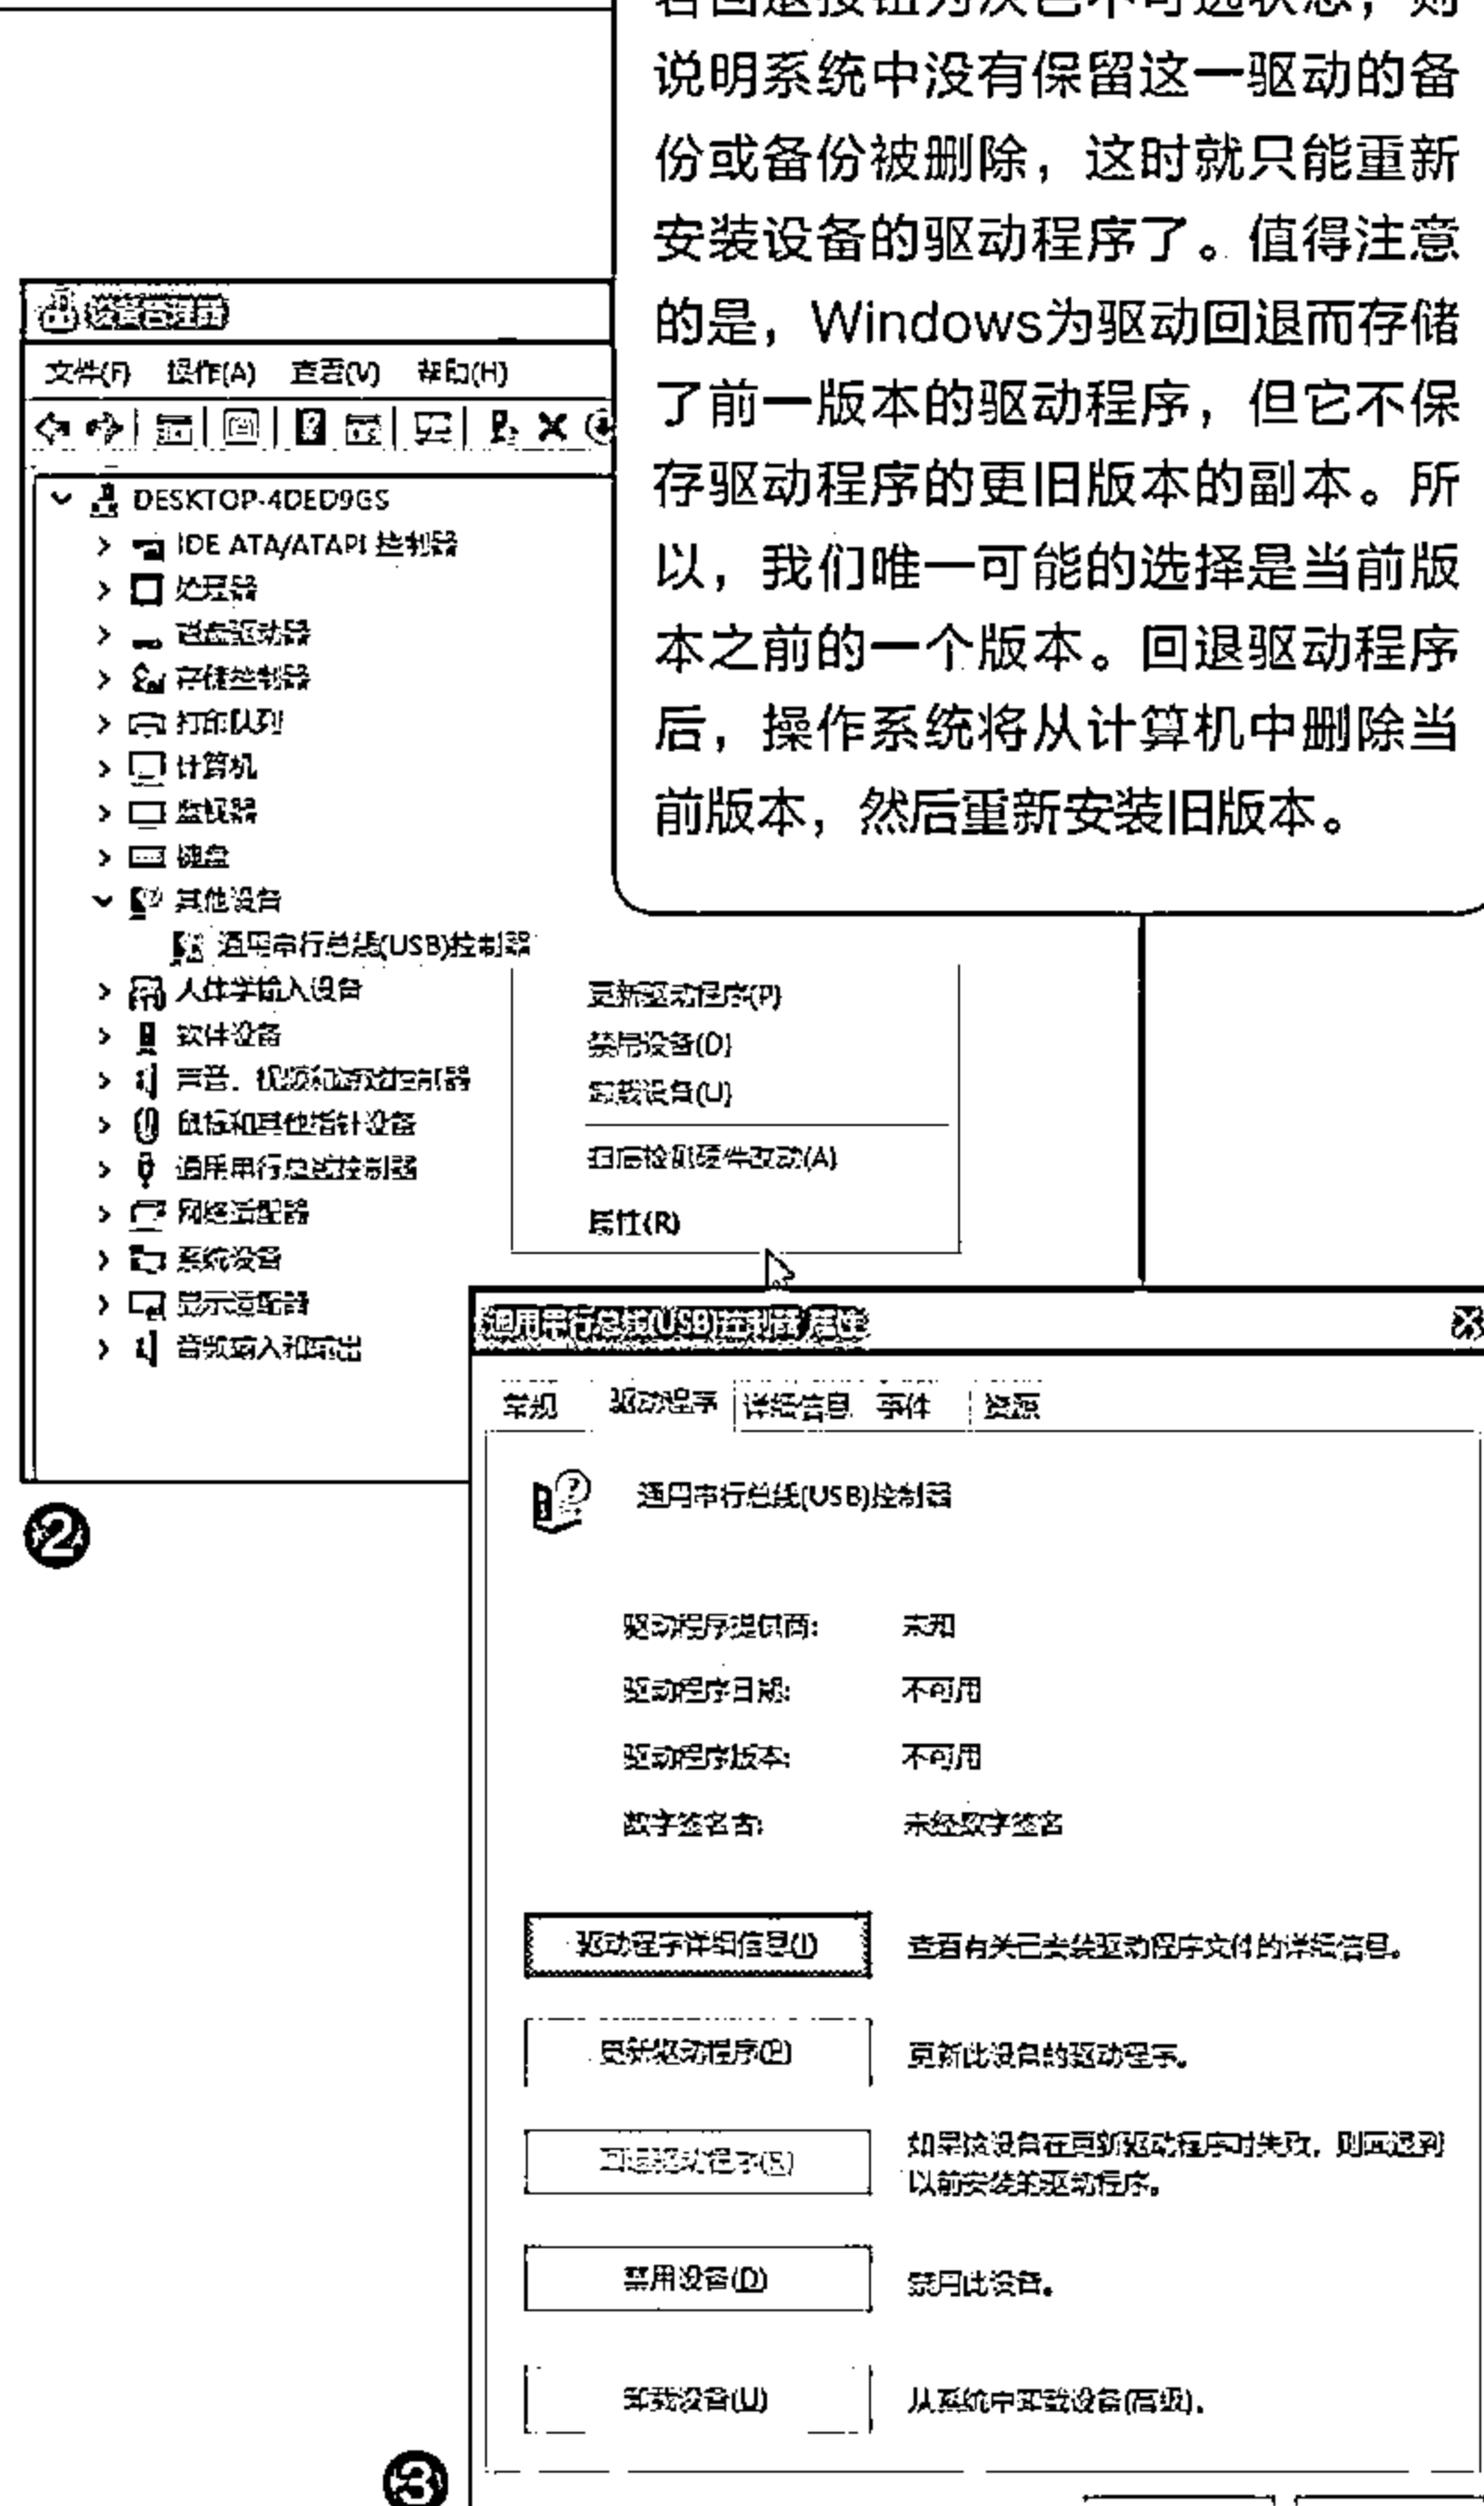 若回退按钮为灰色不可选状态，则
说明系统中没有保留这一驱动的备
份或备份被删除，这时就只能重新
安装设备的驱动程序了。值得注意
的是，Windows为驱动回退而存储
了前一版本的驱动程序，但它不保
存驱动程序的更旧版本的副本。所
以，我们唯一可能的选择是当前版
本之前的一个版本。回退驱动程序
后，操作系统将从计算机中删除当
前版本，然后重新安装旧版本。
设备管理器
文件(F) 操作(A) 查看(V) 帮助(H)
DESKTOP-4DED9GS
IDE ATA/ATAPI 控制器
处理器
磁盘驱动器
存储控制器
打印队列
计算机
监视器
键盘
其他设备
通用串行总线(USB)控制器
人体学输入设备
软件设备
声音、视频和游戏控制器
鼠标和其他指针设备
通用串行总线控制器
网络适配器
系统设备
显示适配器
音频输入和输出
更新驱动程序(P)
禁用设备(D)
卸载设备(U)
扫描检测硬件改动(A)
属性(R)
2
通用串行总线(USB)控制器 属性
常规 驱动程序 详细信息 事件 资源
通用串行总线(USB)控制器
驱动程序提供商: 未知
驱动程序日期: 不可用
驱动程序版本: 不可用
数字签名者: 未经数字签名
驱动程序详细信息(I) 查看有关已安装驱动程序文件的详细信息。
更新驱动程序(P) 更新此设备的驱动程序。
回退驱动程序(R) 如果该设备在更新驱动程序时失败，则回退到
以前安装的驱动程序。
禁用设备(D) 禁用此设备。
卸载设备(U) 从系统中卸载设备(高级)。
3